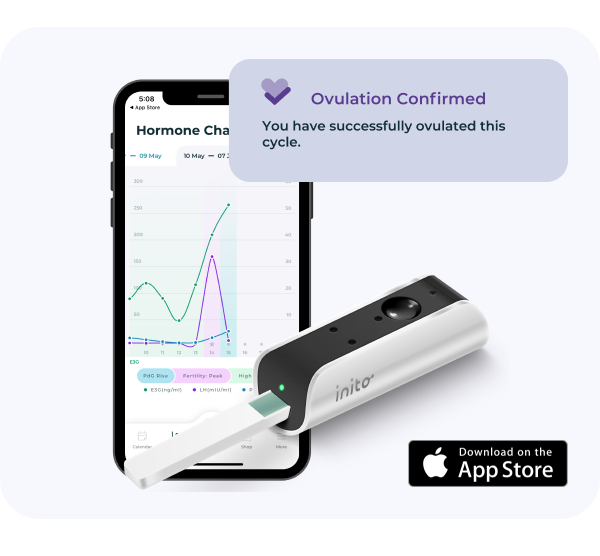 5:08
◀ App Store
Ovulation Confirmed
You have successfully ovulated this
cycle.
Hormone Cha
09 May
10 May — 07
300
250
50
200
40
150
30
100
20
50
10
10 11 12 13 14 15 16
E3G
PdG Rise
Fertility: Peak
High
E3G(ng/ml)
LH(mIU/ml)
P
inito
Calendar
Shop
More
Download on the
App Store